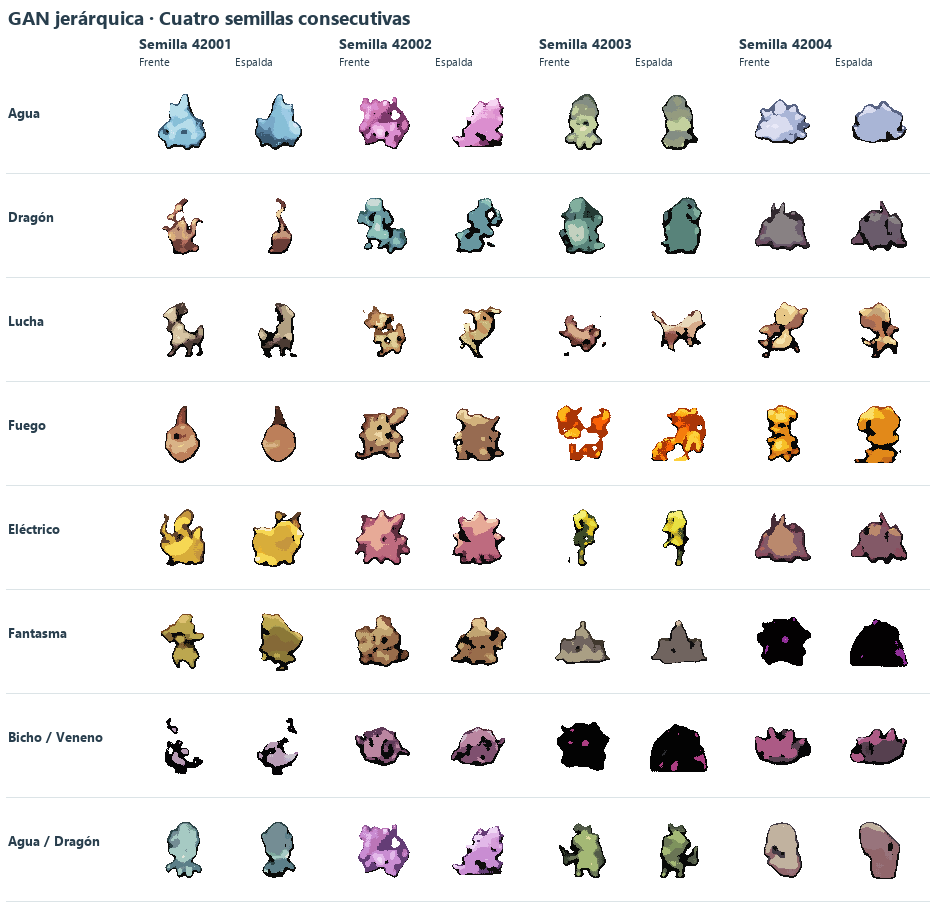 GAN jerárquica · Cuatro semillas consecutivas
Semilla 42001 Semilla 42002 Semilla 42003 Semilla 42004
Frente Espalda Frente Espalda Frente Espalda Frente Espalda
Agua
Dragón
Lucha
Fuego
Eléctrico
Fantasma
Bicho / Veneno
Agua / Dragón